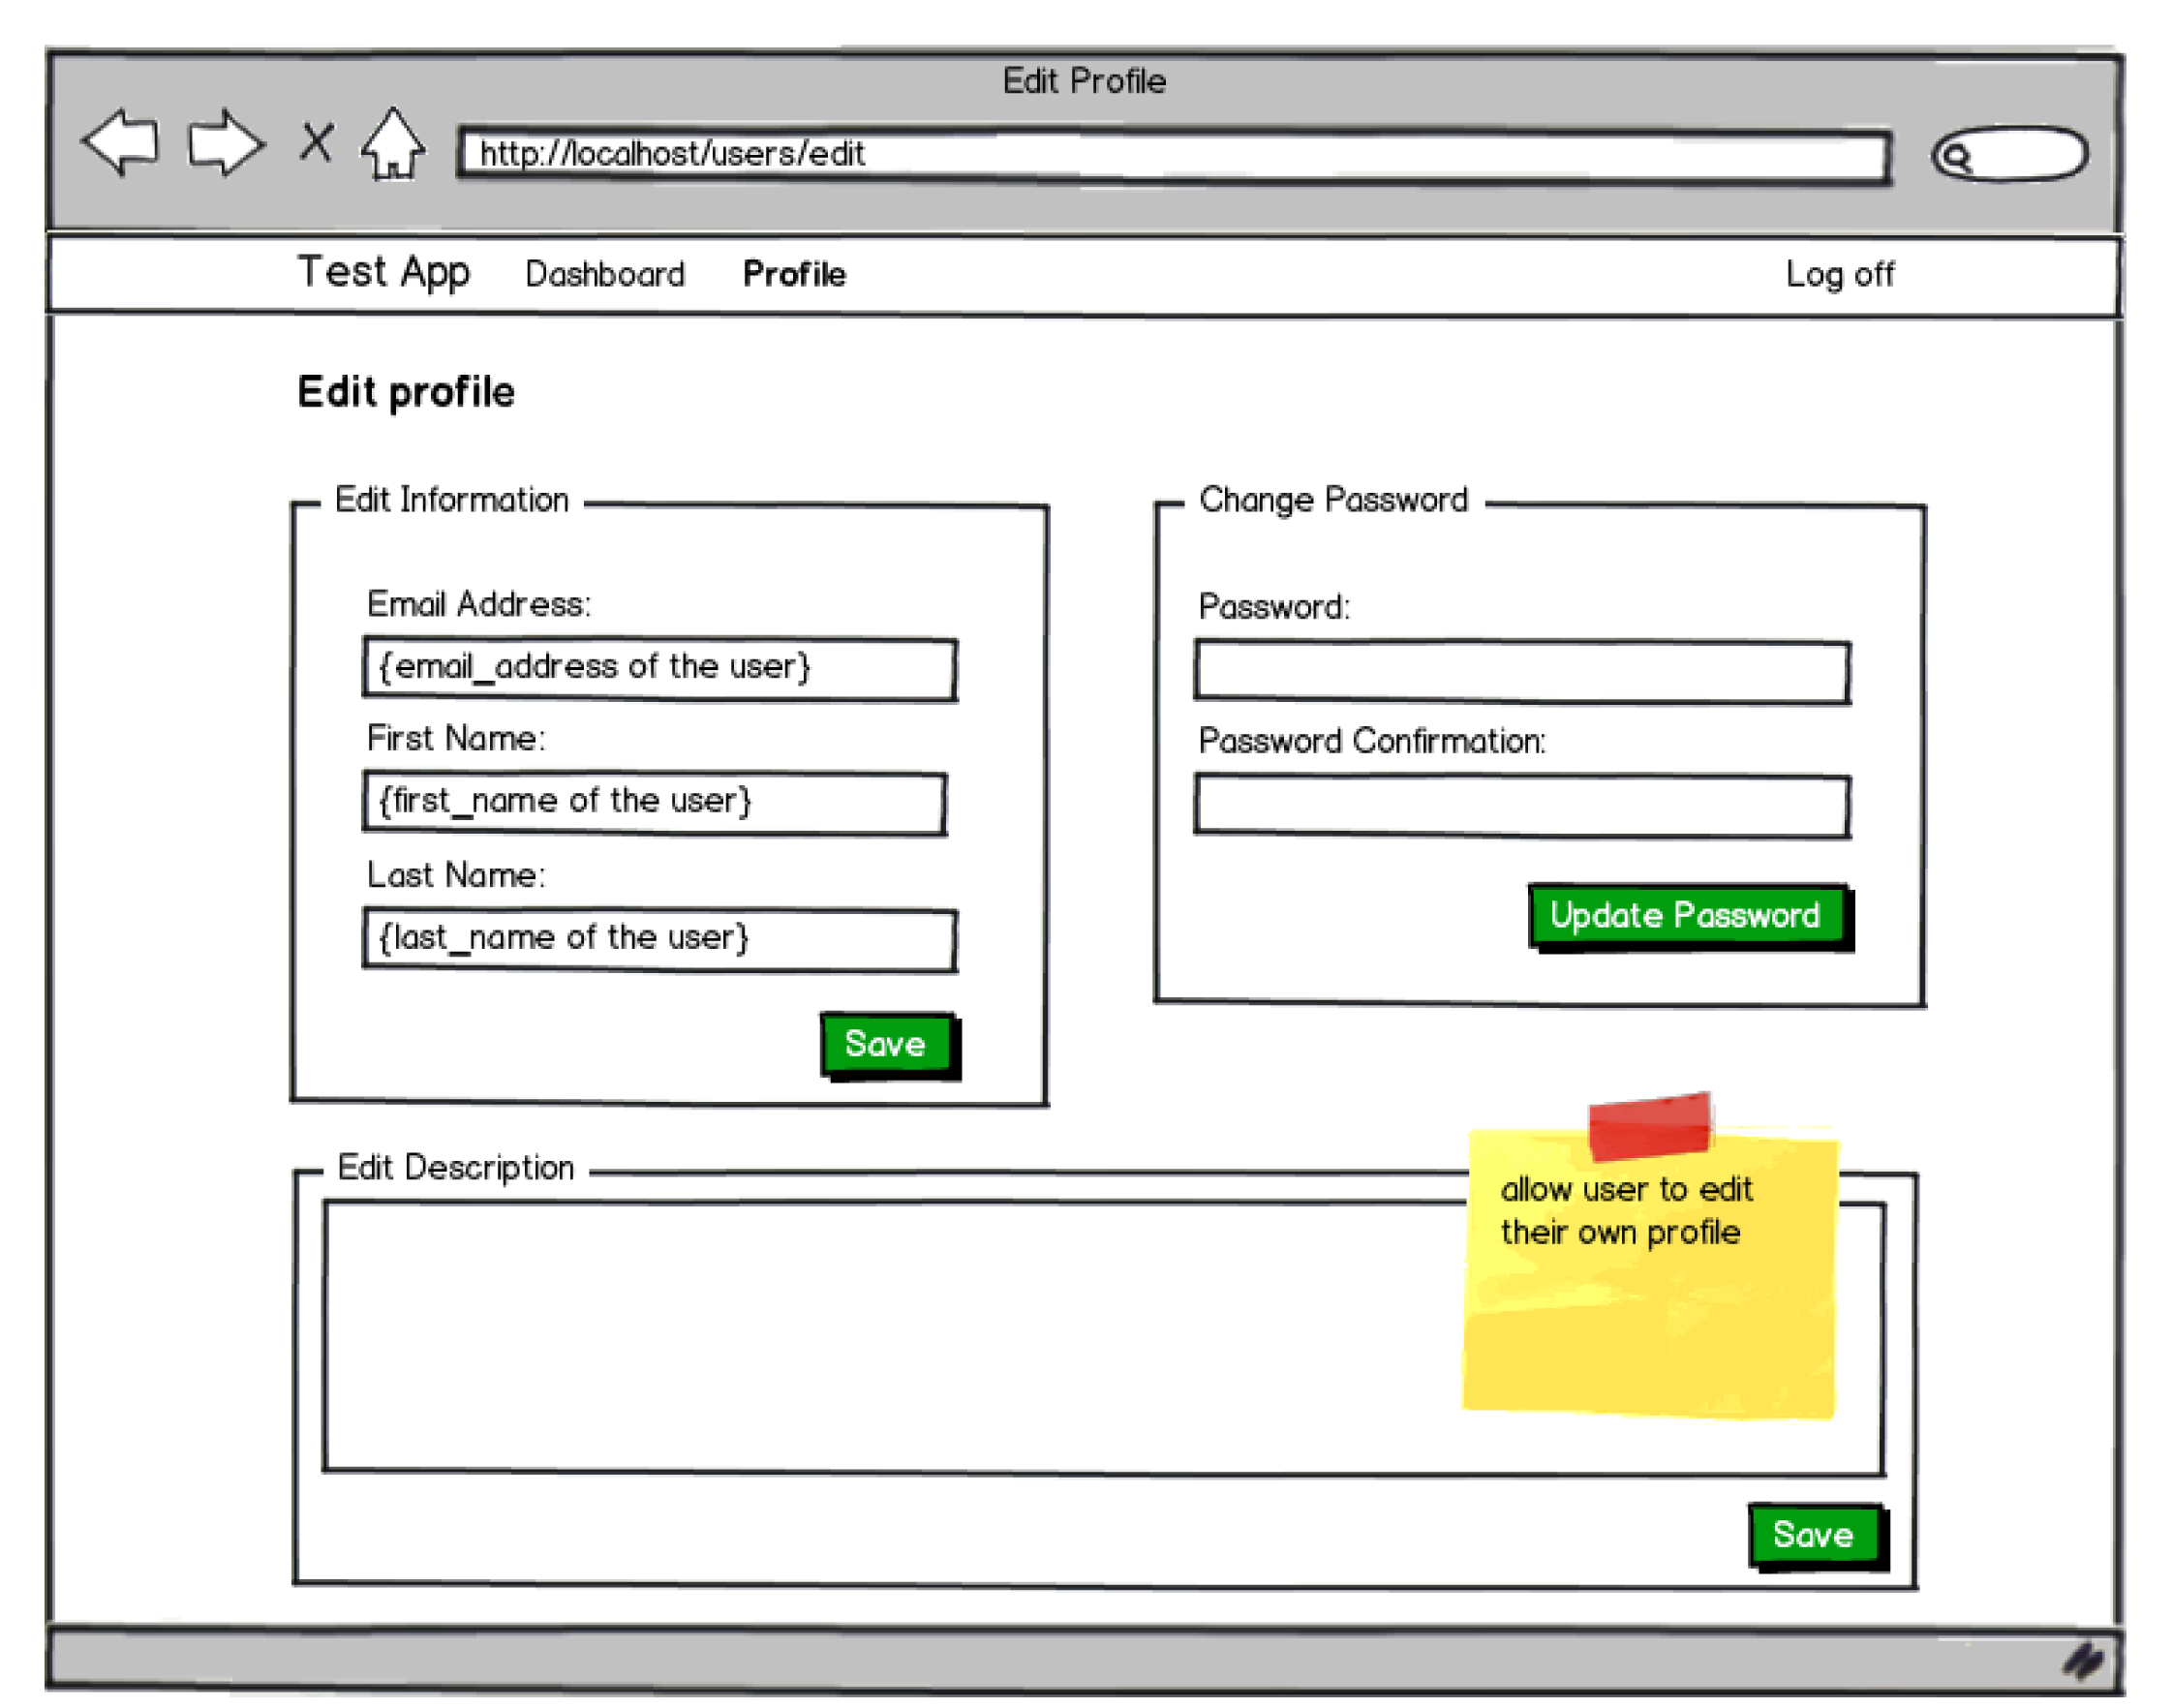 Edit Profile
http://localhost/users/edit
Test App Dashboard Profile Log off
Edit profile
Edit Information
Email Address:
{email_address of the user}
First Name:
{first_name of the user}
Last Name:
{last_name of the user}
Save
Change Password
Password:
Password Confirmation:
Update Password
Edit Description
allow user to edit
their own profile
Save